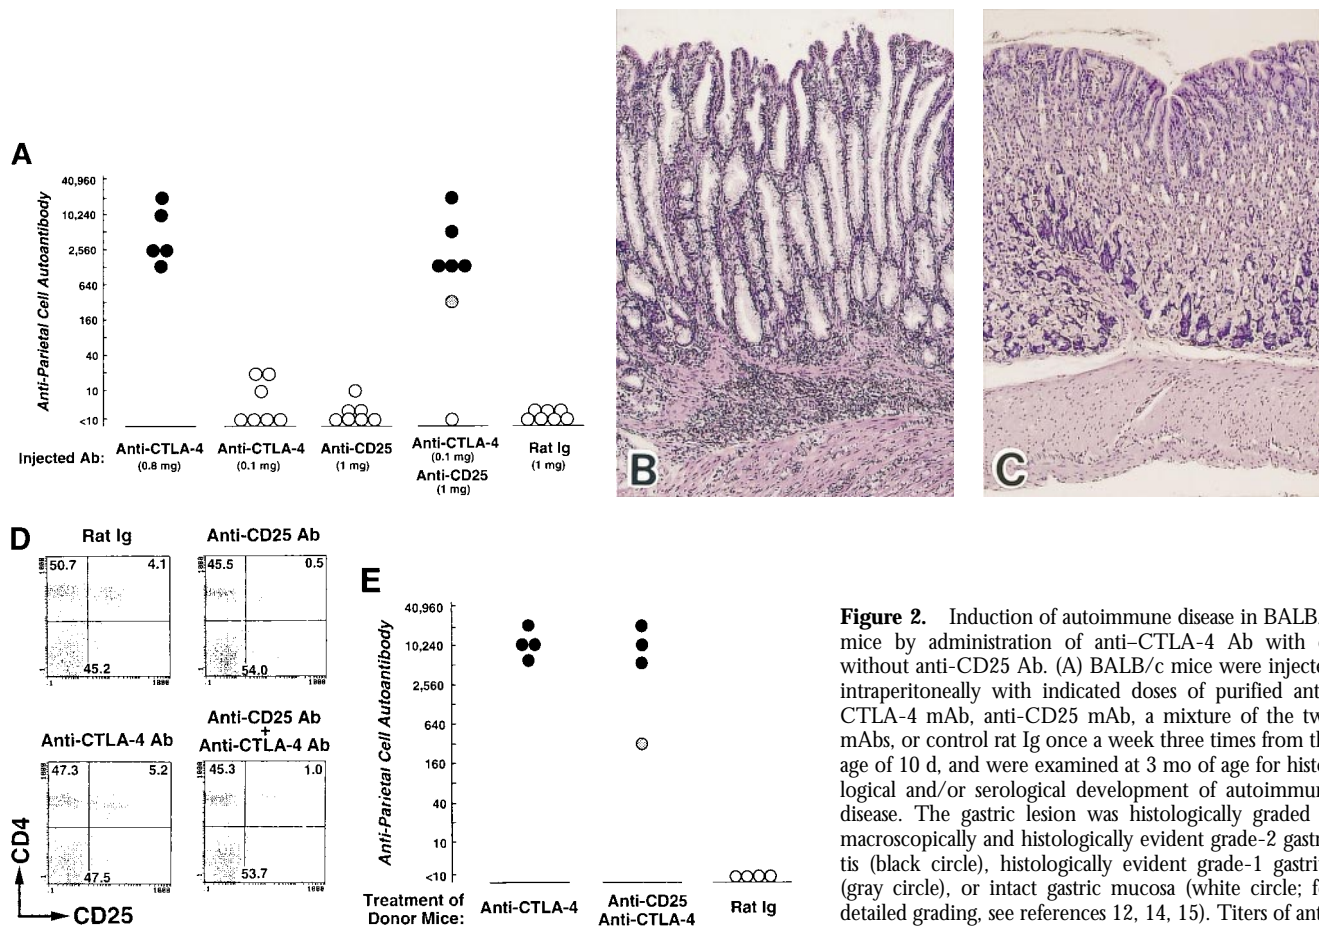 A
Anti-Parietal Cell Autoantibody
40,960
10,240
2,560
640
160
40
10
<10
Injected Ab:
Anti-CTLA-4
(0.8 mg)
Anti-CTLA-4
(0.1 mg)
Anti-CD25
(1 mg)
Anti-CTLA-4
(0.1 mg)
Anti-CD25
(1 mg)
Rat Ig
(1 mg)
B
C
D
Rat Ig
50.7 4.1
45.2
1000
1000
Anti-CD25 Ab
45.5 0.5
54.0
1000
1000
Anti-CTLA-4 Ab
47.3 5.2
47.5
1000
1000
Anti-CD25 Ab
+
Anti-CTLA-4 Ab
45.3 1.0
53.7
1000
1000
CD4
CD25
E
Anti-Parietal Cell Autoantibody
40,960
10,240
2,560
640
160
40
10
<10
Treatment of
Donor Mice:
Anti-CTLA-4
Anti-CD25
Anti-CTLA-4
Rat Ig
Figure 2. Induction of autoimmune disease in BALB/
mice by administration of anti–CTLA-4 Ab with
without anti-CD25 Ab. (A) BALB/c mice were injecte
intraperitoneally with indicated doses of purified ant
CTLA-4 mAb, anti-CD25 mAb, a mixture of the tw
mAbs, or control rat Ig once a week three times from th
age of 10 d, and were examined at 3 mo of age for histo
logical and/or serological development of autoimmun
disease. The gastric lesion was histologically graded
macroscopically and histologically evident grade-2 gastr
tis (black circle), histologically evident grade-1 gastri
(gray circle), or intact gastric mucosa (white circle; fo
detailed grading, see references 12, 14, 15). Titers of ant